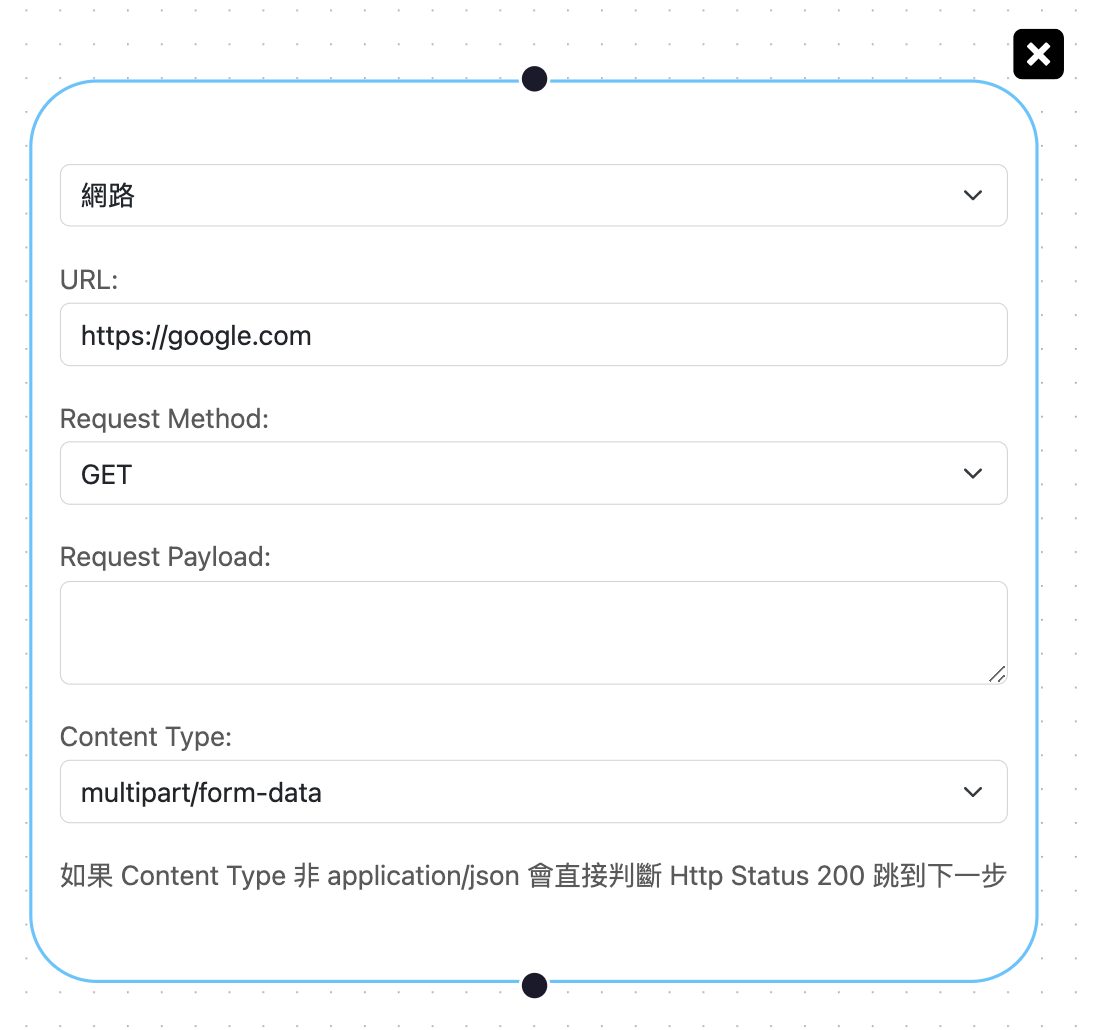 網路
URL:
https://google.com
Request Method:
GET
Request Payload:
Content Type:
multipart/form-data
如果 Content Type 非 application/json 會直接判斷 Http Status 200 跳到下一步